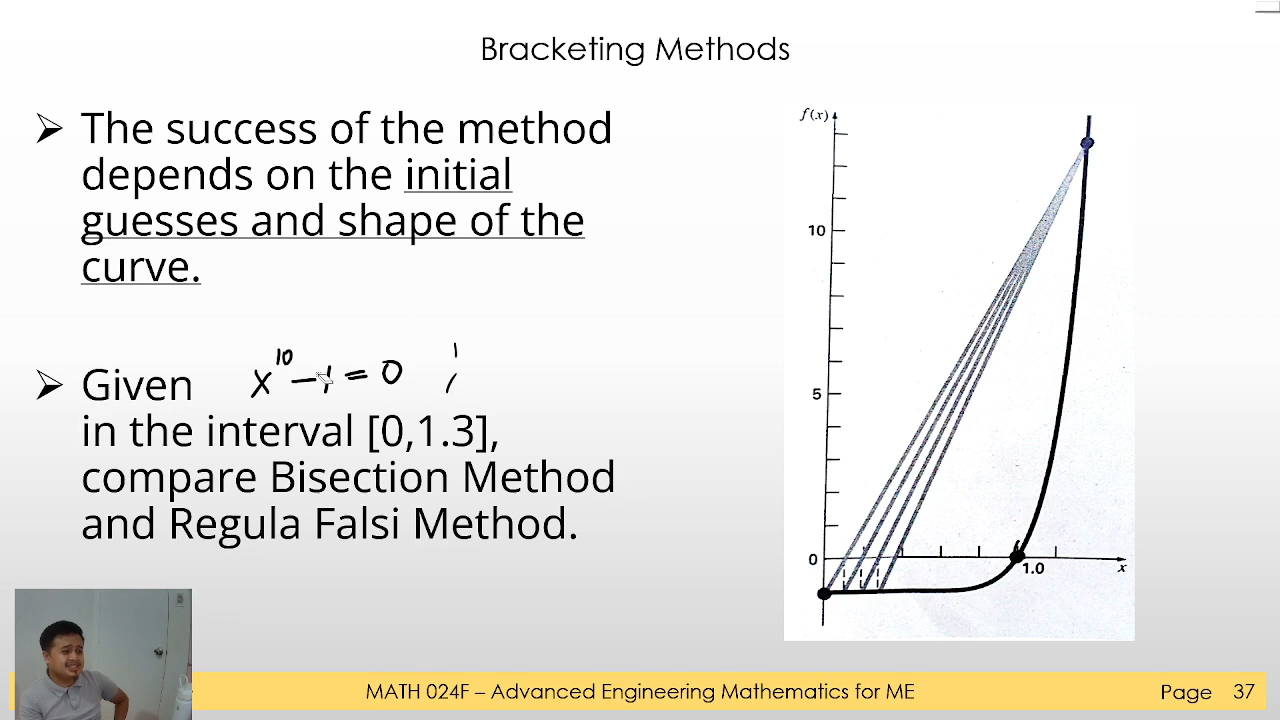 Bracketing Methods
➢ The success of the method
depends on the initial
guesses and shape of the
curve.
x¹⁰ – 1 = 0
➢ Given
in the interval [0,1.3],
compare Bisection Method
and Regula Falsi Method.
f(x)
10
5
0
1.0
x
MATH 024F – Advanced Engineering Mathematics for ME
Page 37